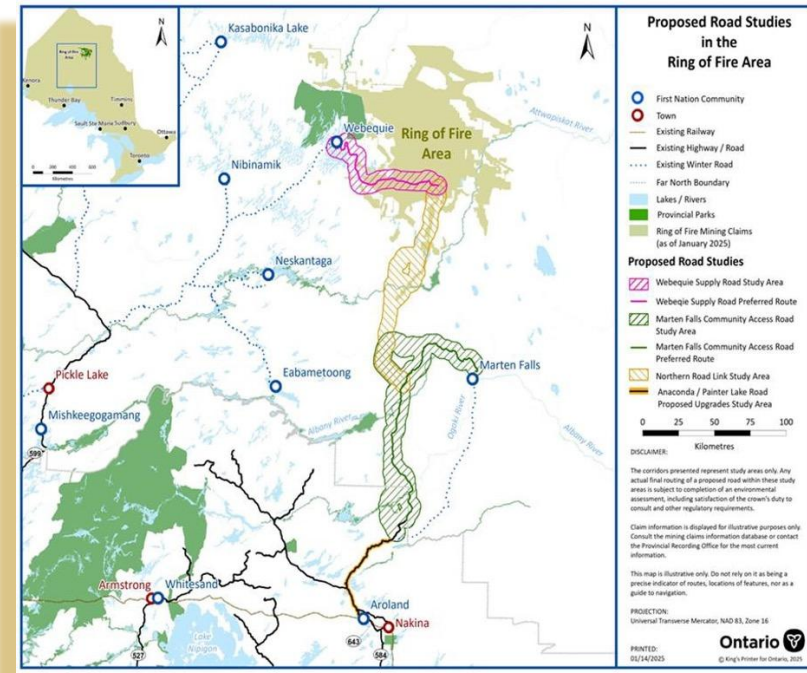 N
Ring of Fire
Area
Kenora
Thunder Bay
Timmins
Sault Ste Marie
Sudbury
Ottawa
Toronto
0
200
400
600
Kilometres
N
N
Kasabonika Lake
Webequie
Ring of Fire
Area
Attwapiskat River
Nibinamik
Neskantaga
Marten Falls
Pickle Lake
Eabametoong
Mishkeegogamang
Albany River
Ogoki River
Albany River
599
Armstrong
Whitesand
Aroland
Nakina
Lake
Nipigon
643
527
584
Proposed Road Studies
in the
Ring of Fire Area
First Nation Community
Town
Existing Railway
Existing Highway / Road
Existing Winter Road
Far North Boundary
Lakes / Rivers
Provincial Parks
Ring of Fire Mining Claims
(as of January 2025)
Proposed Road Studies
Webequie Supply Road Study Area
Webeqie Supply Road Preferred Route
Marten Falls Community Access Road
Study Area
Marten Falls Community Access Road
Preferred Route
Northern Road Link Study Area
Anaconda / Painter Lake Road
Proposed Upgrades Study Area
0 25 50 75 100
Kilometres
DISCLAIMER:
The corridors presented represent study areas only. Any
actual final routing of a proposed road within these study
areas is subject to completion of an environmental
assessment, including satisfaction of the crown's duty to
consult and other regulatory requirements.
Claim information is displayed for illustrative purposes only.
Consult the mining claims information database or contact
the Provincial Recording Office for the most current
information.
This map is illustrative only. Do not rely on it as being a
precise indicator of routes, locations of features, nor as a
guide to navigation.
PROJECTION:
Universal Transverse Mercator, NAD 83, Zone 16
PRINTED:
01/14/2025
Ontario
© King's Printer for Ontario, 2025